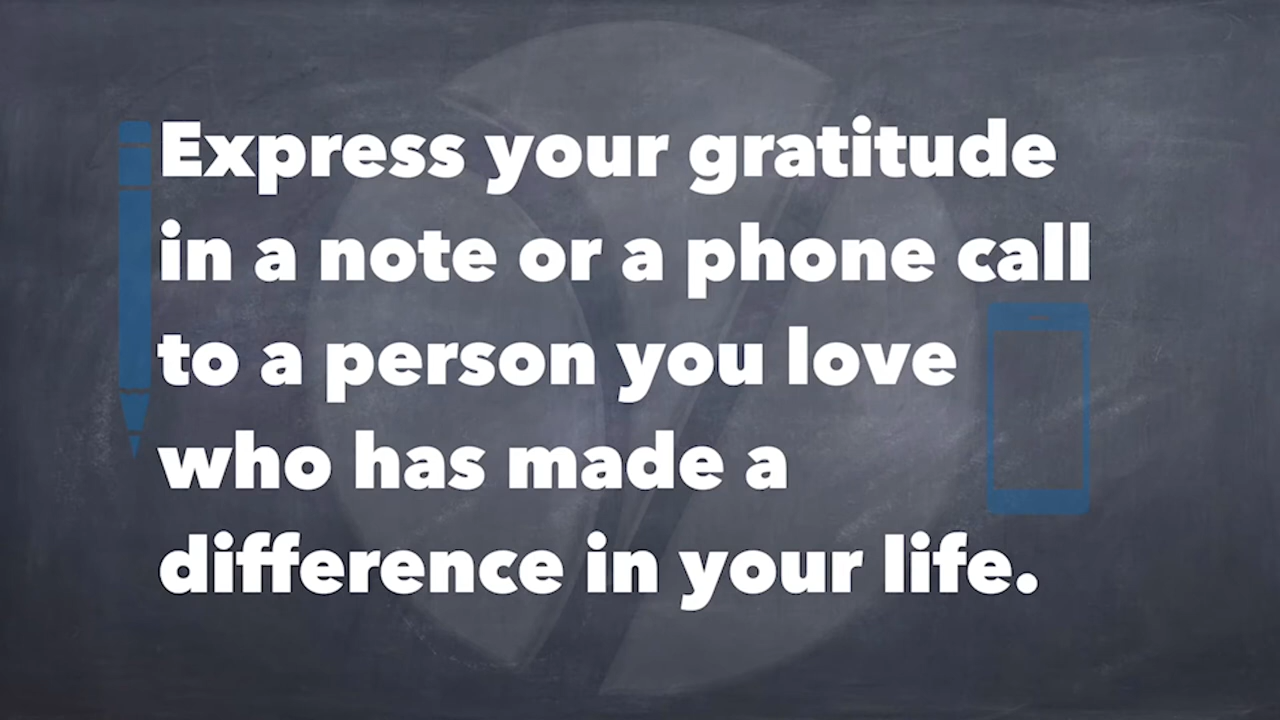 Express your gratitude
in a note or a phone call
to a person you love
who has made a
difference in your life.